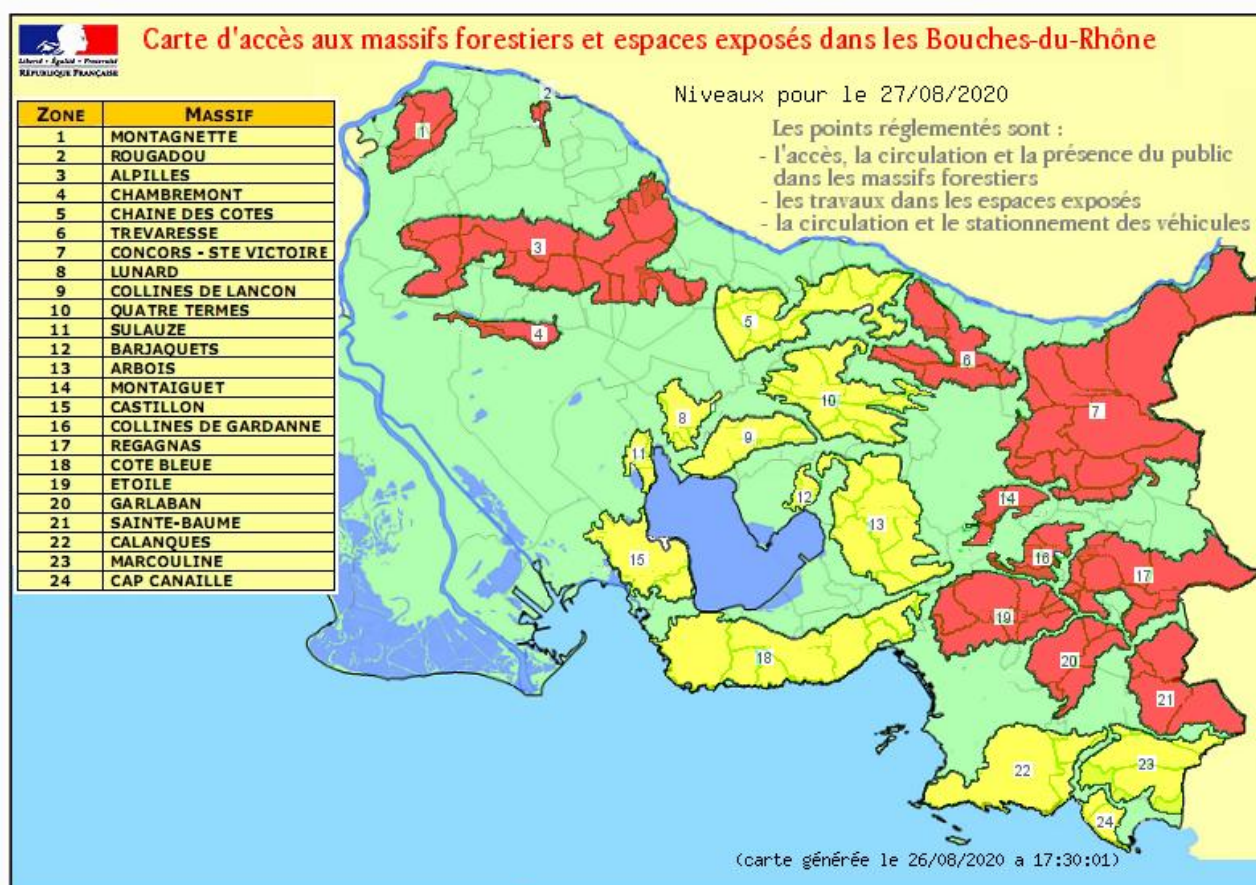 Carte d'accès aux massifs forestiers et espaces exposés dans les Bouches-du-Rhône
Liberté • Égalité • Fraternité
RÉPUBLIQUE FRANÇAISE
Niveaux pour le 27/08/2020
Les points réglementés sont :
- l'accès, la circulation et la présence du public
dans les massifs forestiers
- les travaux dans les espaces exposés
- la circulation et le stationnement des véhicules
ZONE MASSIF
1 MONTAGNETTE
2 ROUGADOU
3 ALPILLES
4 CHAMBREMONT
5 CHAINE DES COTES
6 TREVARESSE
7 CONCORS - STE VICTOIRE
8 LUNARD
9 COLLINES DE LANCON
10 QUATRE TERMES
11 SULAUZE
12 BARJAQUETS
13 ARBOIS
14 MONTAIGUET
15 CASTILLON
16 COLLINES DE GARDANNE
17 REGAGNAS
18 COTE BLEUE
19 ETOILE
20 GARLABAN
21 SAINTE-BAUME
22 CALANQUES
23 MARCOULINE
24 CAP CANAILLE
2
1
3
4
5
6
10
7
8
9
11
12
14
13
15
16
17
19
18
20
21
23
22
24
(carte générée le 26/08/2020 a 17:30:01)